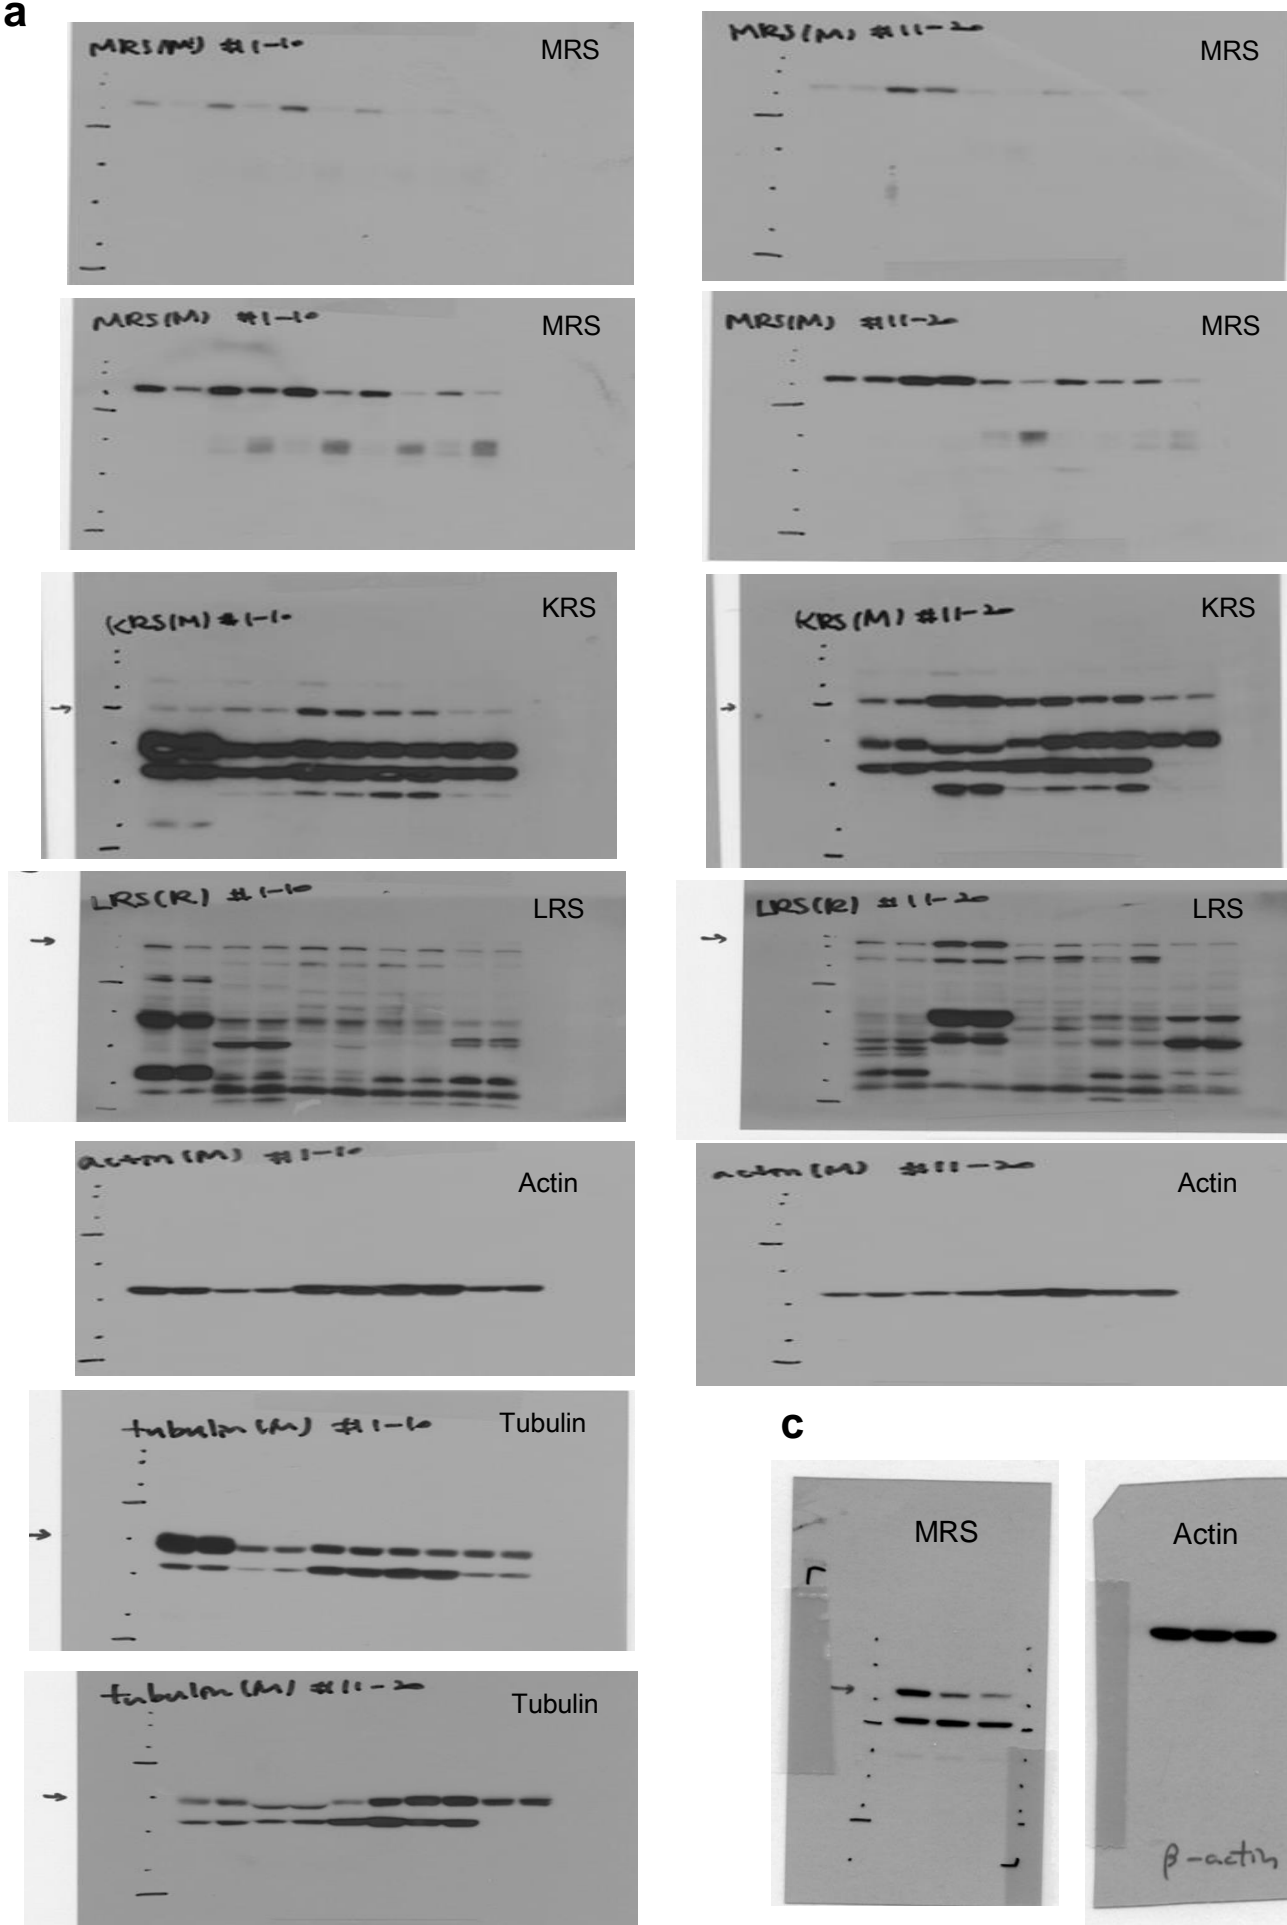 a
MRS(M) #1-10
MRS
MRS(M) #11-20
MRS
MRS(M) #1-10
MRS
MRS(M) #11-20
MRS
KRS(M) #1-10
KRS
KRS(M) #11-20
KRS
LRS(R) #1-10
LRS
LRS(R) #11-20
LRS
actin(M) #1-10
Actin
actin(M) #11-20
Actin
tubulin(M) #1-10
Tubulin
c
MRS
Actin
tubulin(M) #11-20
Tubulin
β-actin